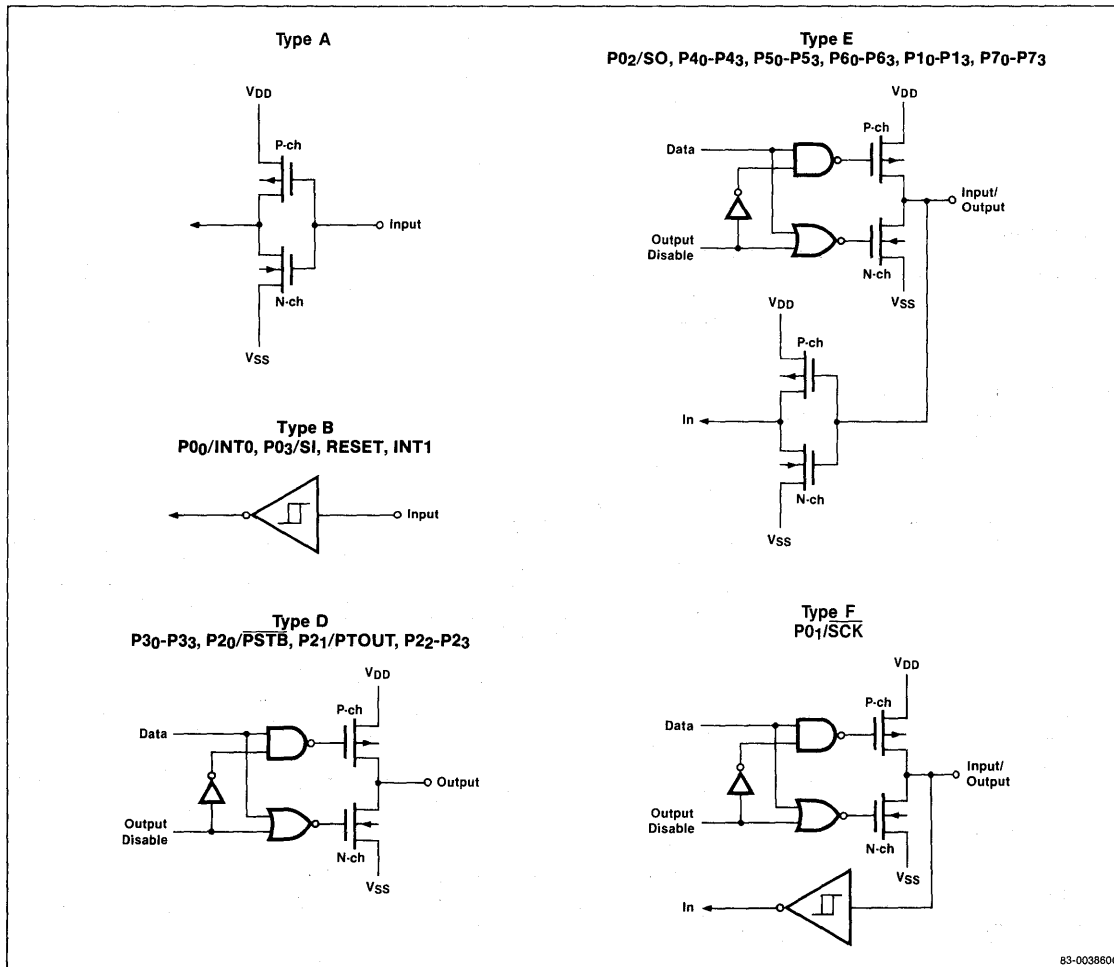 Type A
VDD
P-ch
Input
N-ch
VSS
Type B
P00/INT0, P03/SI, RESET, INT1
Input
Type D
P30-P33, P20/PSTB, P21/PTOUT, P22-P23
VDD
P-ch
Data
Output
Output
Disable
N-ch
VSS
Type E
P02/SO, P40-P43, P50-P53, P60-P63, P10-P13, P70-P73
VDD
P-ch
Data
Input/
Output
Output
Disable
N-ch
VSS
VDD
P-ch
In
N-ch
VSS
Type F
P01/SCK
VDD
P-ch
Data
Input/
Output
Output
Disable
N-ch
VSS
In
83-003860C